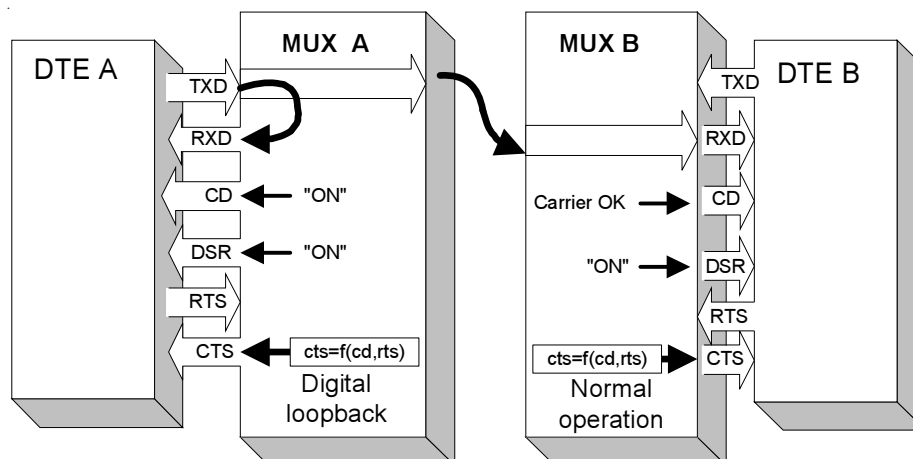 DTE A
MUX A
MUX B
DTE B
TXD
TXD
RXD
RXD
CD
"ON"
Carrier OK
CD
DSR
"ON"
"ON"
DSR
RTS
RTS
CTS
cts=f(cd,rts)
cts=f(cd,rts)
CTS
Digital
loopback
Normal
operation